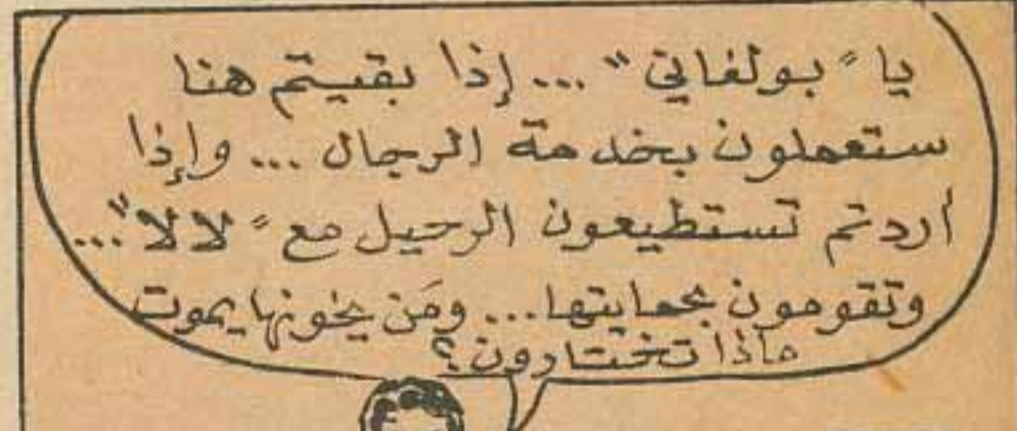 يا "بولغاتي" ... إذا بقيتم هنا
ستعملون بخدمة الرجال ... وإذا
أردتم تستطيعون الرحيل مع "لالا" ...
وتقومون بحمايتها ... ومَن يخونها يموت
ماذا تختارون؟